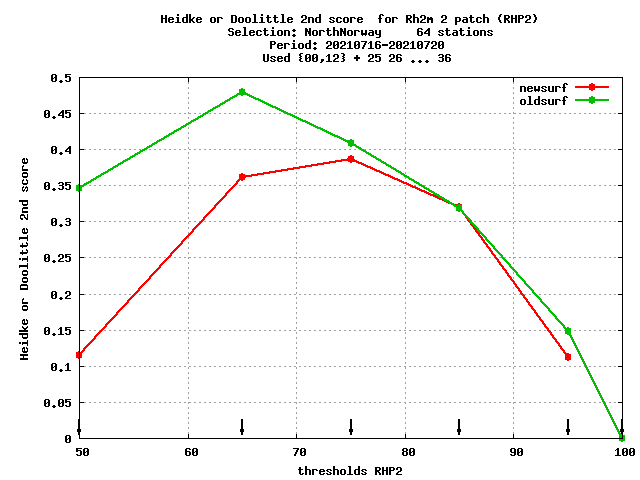 Heidke or Doolittle 2nd score  for Rh2m 2 patch (RHP2)
Selection: NorthNorway     64 stations
Period: 20210716-20210720
Used {00,12} + 25 26 ... 36
newsurf
oldsurf
Heidke or Doolittle 2nd score
0.5
0.45
0.4
0.35
0.3
0.25
0.2
0.15
0.1
0.05
0
50 60 70 80 90 100
thresholds RHP2